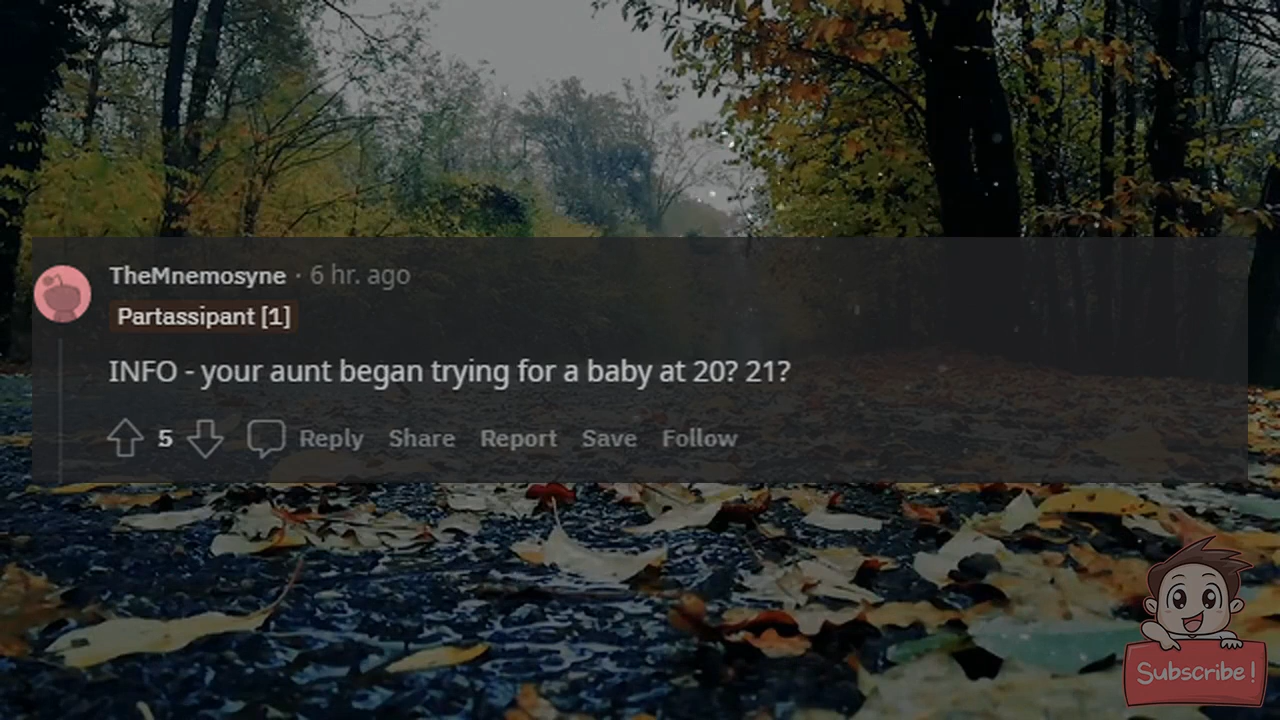 TheMnemosyne · 6 hr. ago
Partassipant [1]
INFO - your aunt began trying for a baby at 20? 21?
5 Reply Share Report Save Follow
Subscribe!